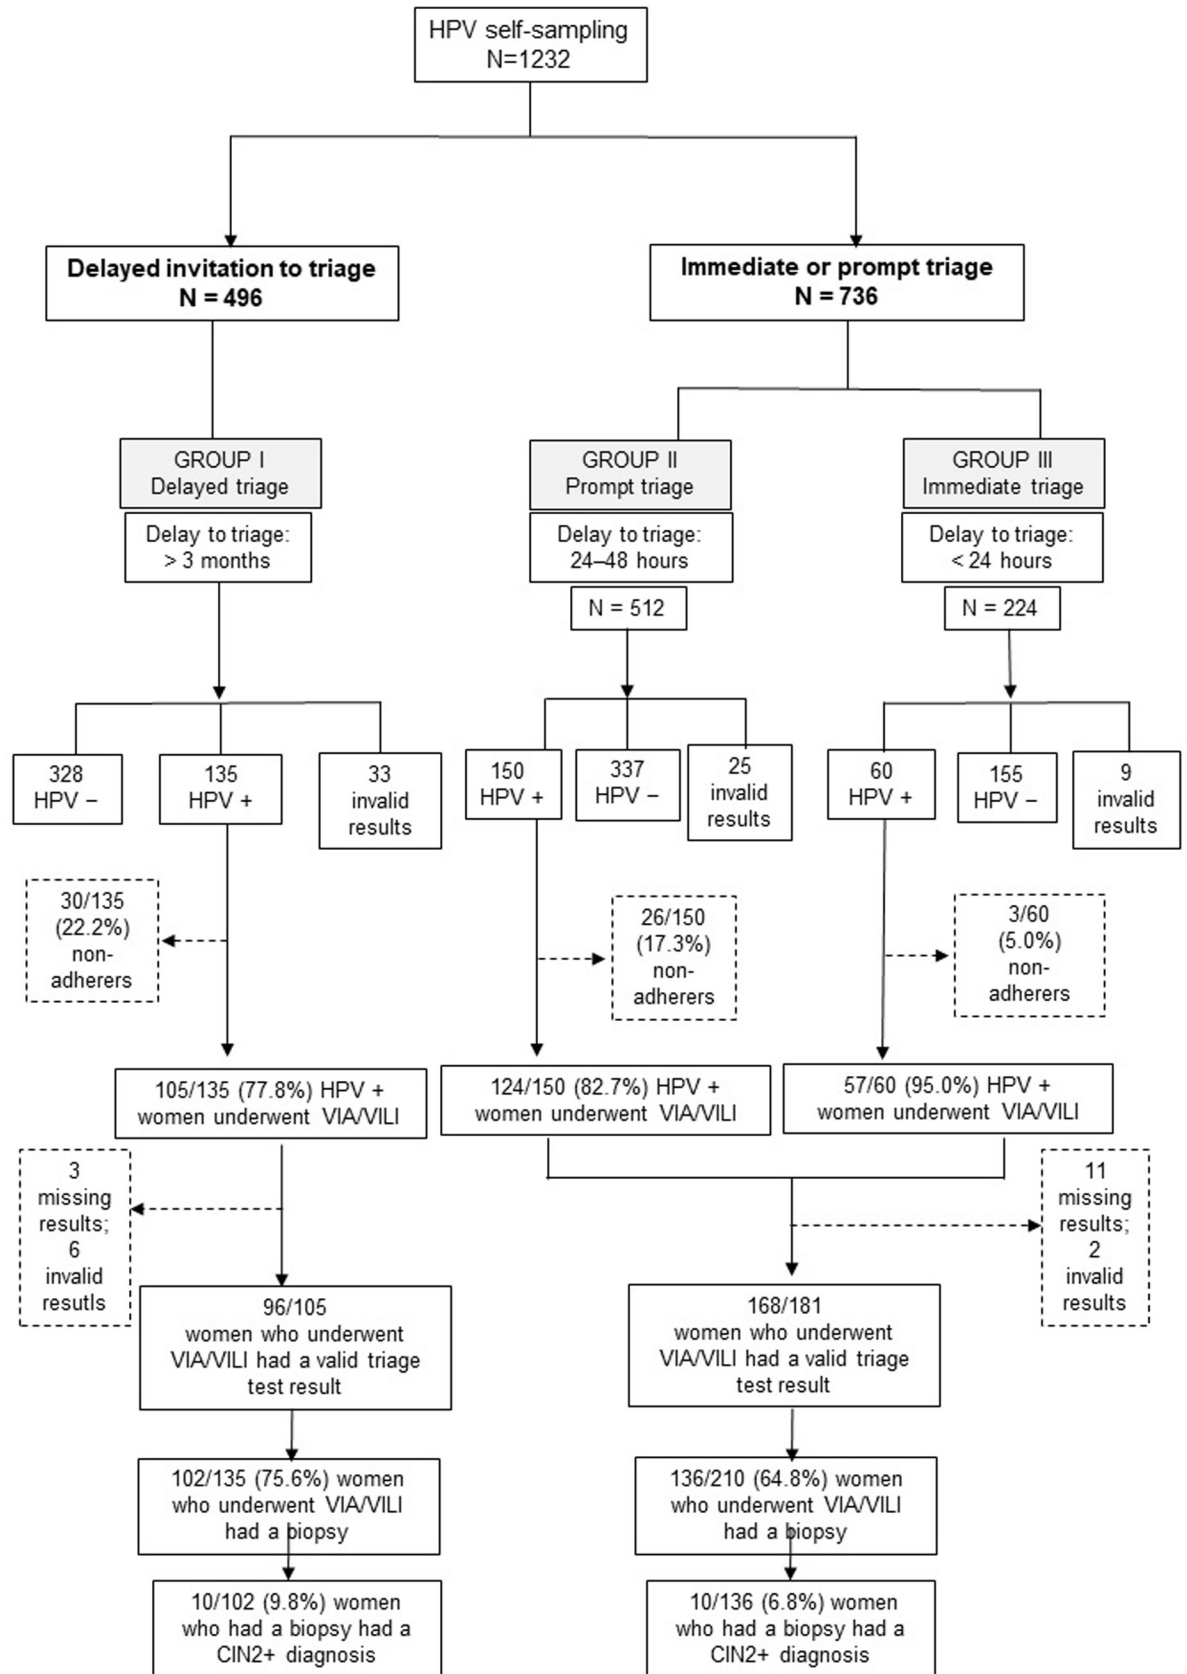 HPV self-sampling
N=1232
Delayed invitation to triage
N = 496
Immediate or prompt triage
N = 736
GROUP I
Delayed triage
GROUP II
Prompt triage
GROUP III
Immediate triage
Delay to triage:
> 3 months
Delay to triage:
24–48 hours
Delay to triage:
< 24 hours
N = 512
N = 224
328
HPV –
135
HPV +
33
invalid
results
150
HPV +
337
HPV –
25
invalid
results
60
HPV +
155
HPV –
9
invalid
results
30/135
(22.2%)
non-
adherers
26/150
(17.3%)
non-
adherers
3/60
(5.0%)
non-
adherers
105/135 (77.8%) HPV +
women underwent VIA/VILI
124/150 (82.7%) HPV +
women underwent VIA/VILI
57/60 (95.0%) HPV +
women underwent VIA/VILI
3
missing
results;
6
invalid
resutls
11
missing
results;
2
invalid
results
96/105
women who underwent
VIA/VILI had a valid triage
test result
168/181
women who underwent
VIA/VILI had a valid triage
test result
102/135 (75.6%) women
who underwent VIA/VILI
had a biopsy
136/210 (64.8%) women
who underwent VIA/VILI
had a biopsy
10/102 (9.8%) women
who had a biopsy had a
CIN2+ diagnosis
10/136 (6.8%) women
who had a biopsy had a
CIN2+ diagnosis